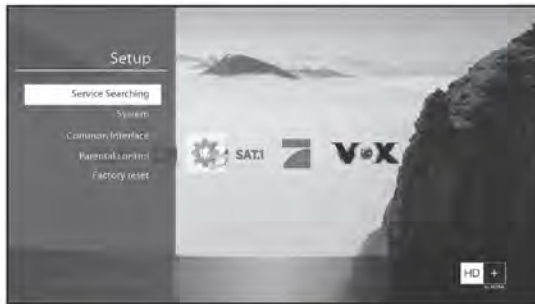 Setup
Service Searching
System
Common Interface
Parental control
Factory reset
SAT.1
VOX
HD +